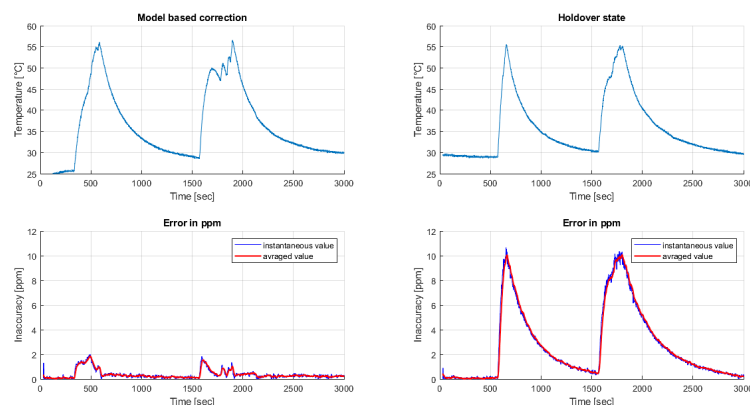 Model based correction
60
55
50
45
40
35
30
25
Temperature [°C]
0 500 1000 1500 2000 2500 3000
Time [sec]
Holdover state
60
55
50
45
40
35
30
25
Temperature [°C]
0 500 1000 1500 2000 2500 3000
Time [sec]
Error in ppm
12
10
8
6
4
2
0
Inaccuracy [ppm]
instantaneous value
avraged value
0 500 1000 1500 2000 2500 3000
Time [sec]
Error in ppm
12
10
8
6
4
2
0
Inaccuracy [ppm]
instantaneous value
avraged value
0 500 1000 1500 2000 2500 3000
Time [sec]